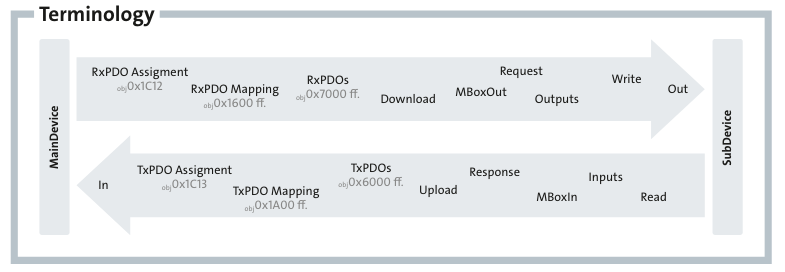 Terminology
MainDevice
RxPDO Assigment
obj0x1C12
RxPDO Mapping
obj0x1600 ff.
RxPDOs
obj0x7000 ff.
Download
MBoxOut
Request
Outputs
Write
Out
SubDevice
In
TxPDO Assigment
obj0x1C13
TxPDO Mapping
obj0x1A00 ff.
TxPDOs
obj0x6000 ff.
Upload
Response
MBoxIn
Inputs
Read